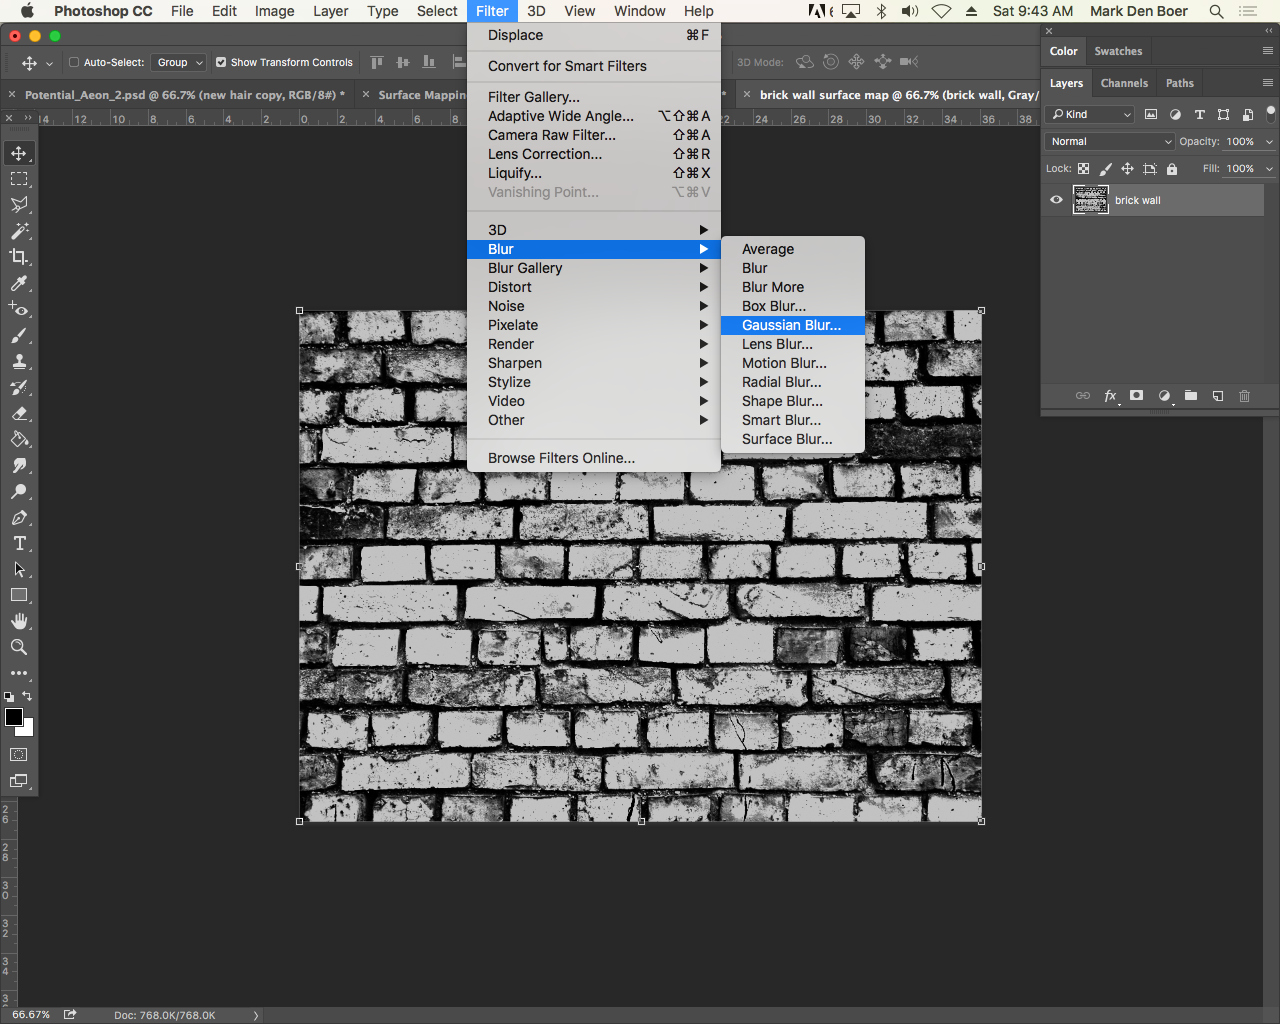 Photoshop CC File Edit Image Layer Type Select Filter 3D View Window Help 6 Sat 9:43 AM Mark Den Boer
Auto-Select: Group Show Transform Controls 3D Mode:
Potential_Aeon_2.psd @ 66.7% (new hair copy, RGB/8#) * Surface Mapping * brick wall surface map @ 66.7% (brick wall, Gray/
14 12 10 8 6 4 2 0 2 4 6 8 22 24 26 28 30 32 34 36 38
Displace ⌘F
Convert for Smart Filters
Filter Gallery...
Adaptive Wide Angle... ⌥⇧⌘A
Camera Raw Filter... ⇧⌘A
Lens Correction... ⇧⌘R
Liquify... ⇧⌘X
Vanishing Point... ⌥⌘V
3D
Blur
Blur Gallery
Distort
Noise
Pixelate
Render
Sharpen
Stylize
Video
Other
Browse Filters Online...
Average
Blur
Blur More
Box Blur...
Gaussian Blur...
Lens Blur...
Motion Blur...
Radial Blur...
Shape Blur...
Smart Blur...
Surface Blur...
Color Swatches
Layers Channels Paths
Kind
Normal Opacity: 100%
Lock: Fill: 100%
brick wall
fx
26
28
30
32
34
66.67% Doc: 768.0K/768.0K